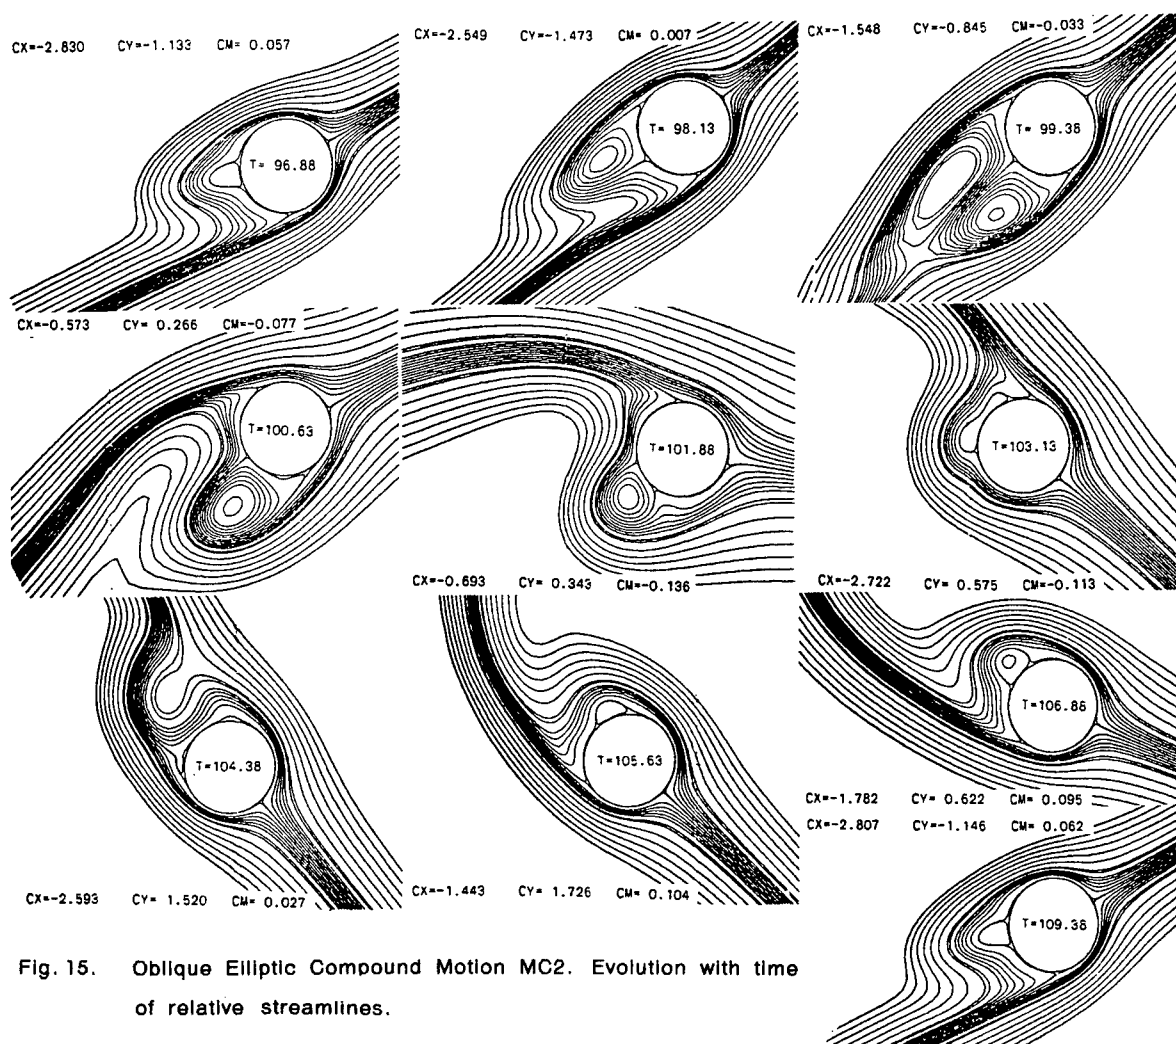 CX=-2.830 CY=-1.133 CM= 0.057
T= 96.88
CX=-2.549 CY=-1.473 CM= 0.007
T= 98.13
CX=-1.548 CY=-0.845 CM=-0.033
T= 99.38
CX=-0.573 CY= 0.266 CM=-0.077
T=100.63
T=101.88
CX=-0.693 CY= 0.343 CM=-0.136
T=103.13
CX=-2.722 CY= 0.575 CM=-0.113
T=104.38
CX=-2.593 CY= 1.520 CM= 0.027
T=105.63
CX=-1.443 CY= 1.726 CM= 0.104
T=106.88
CX=-1.782 CY= 0.622 CM= 0.095
CX=-2.807 CY=-1.146 CM= 0.062
T=109.38
Fig. 15. Oblique Elliptic Compound Motion MC2. Evolution with time
of relative streamlines.